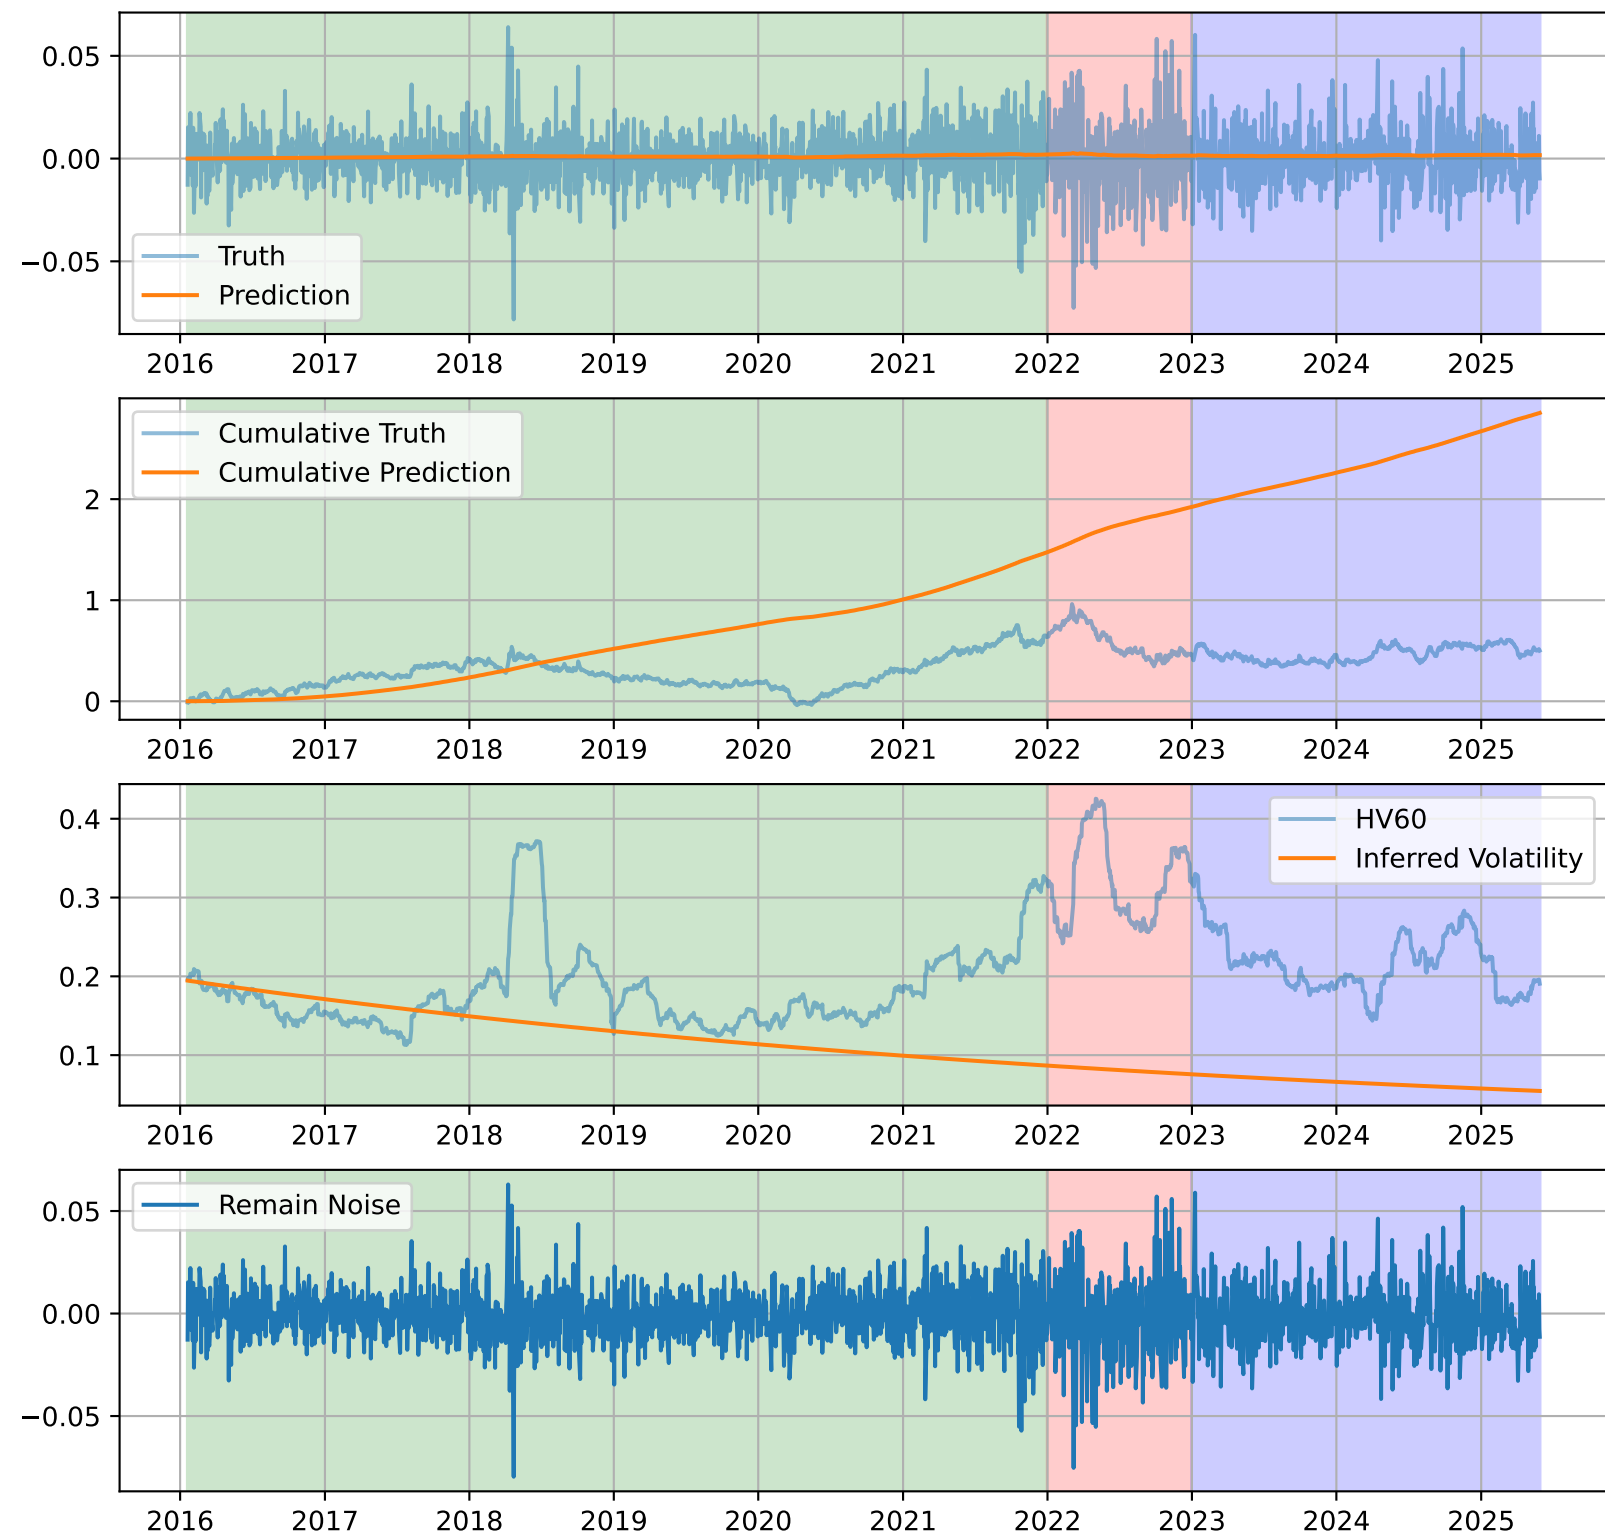 0.05
0.00
−0.05
Truth
Prediction
2016 2017 2018 2019 2020 2021 2022 2023 2024 2025
Cumulative Truth
Cumulative Prediction
2
1
0
2016 2017 2018 2019 2020 2021 2022 2023 2024 2025
0.4
0.3
0.2
0.1
HV60
Inferred Volatility
2016 2017 2018 2019 2020 2021 2022 2023 2024 2025
Remain Noise
0.05
0.00
−0.05
2016 2017 2018 2019 2020 2021 2022 2023 2024 2025